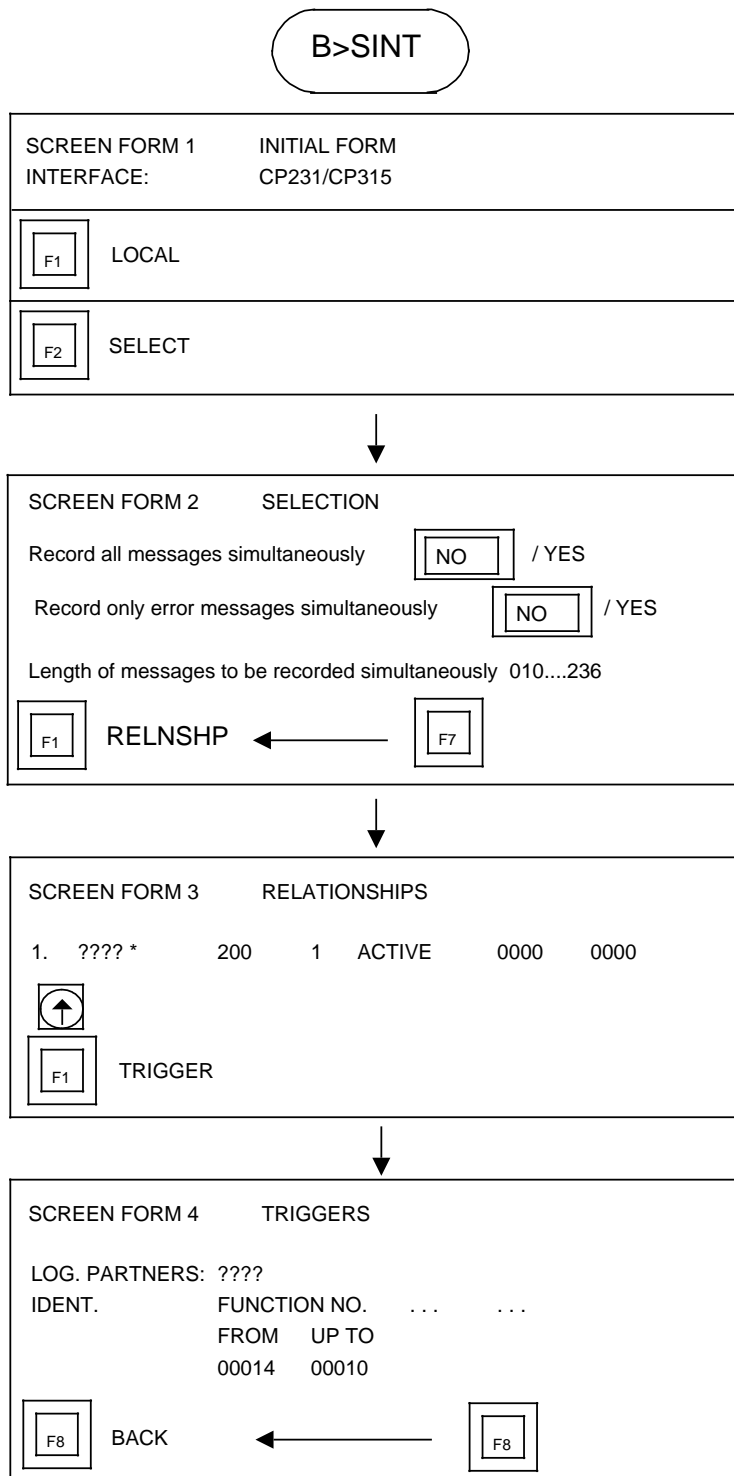 B>SINT
SCREEN FORM 1 INITIAL FORM
INTERFACE: CP231/CP315
F1 LOCAL
F2 SELECT
SCREEN FORM 2 SELECTION
Record all messages simultaneously NO / YES
Record only error messages simultaneously NO / YES
Length of messages to be recorded simultaneously 010....236
F1 RELNSHP F7
SCREEN FORM 3 RELATIONSHIPS
1. ???? * 200 1 ACTIVE 0000 0000
F1 TRIGGER
SCREEN FORM 4 TRIGGERS
LOG. PARTNERS: ????
IDENT. FUNCTION NO. . . . . . .
FROM UP TO
00014 00010
F8 BACK F8